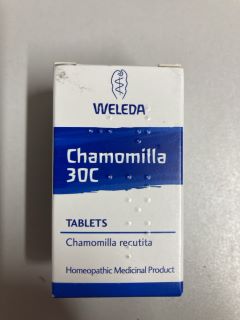 WELEDA
Chamomilla
30C
TABLETS
Chamomilla recutita
Homeopathic Medicinal Product